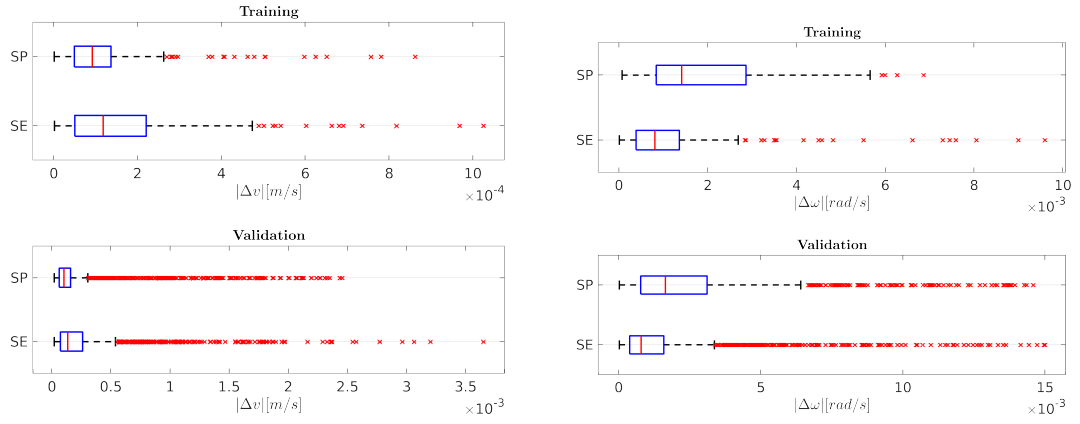 Training
SP
SE
0 2 4 6 8 10
|Δv|[m/s]
×10⁻⁴
Training
SP
SE
0 2 4 6 8 10
|Δω|[rad/s]
×10⁻³
Validation
SP
SE
0 0.5 1 1.5 2 2.5 3 3.5
|Δv|[m/s]
×10⁻³
Validation
SP
SE
0 5 10 15
|Δω|[rad/s]
×10⁻³